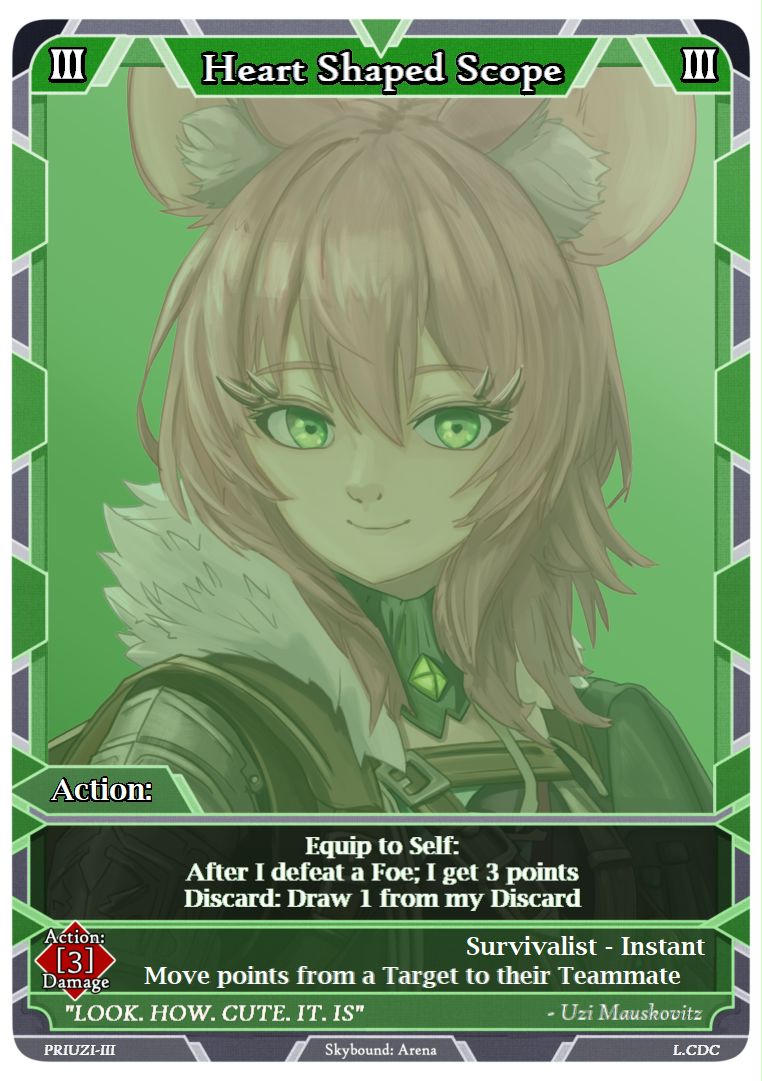 III Heart Shaped Scope III
Action:
Equip to Self:
After I defeat a Foe; I get 3 points
Discard: Draw 1 from my Discard
Action:
[3]
Damage
Survivalist - Instant
Move points from a Target to their Teammate
"LOOK. HOW. CUTE. IT. IS" - Uzi Mauskovitz
PRIUZI-III Skybound: Arena L.CDC